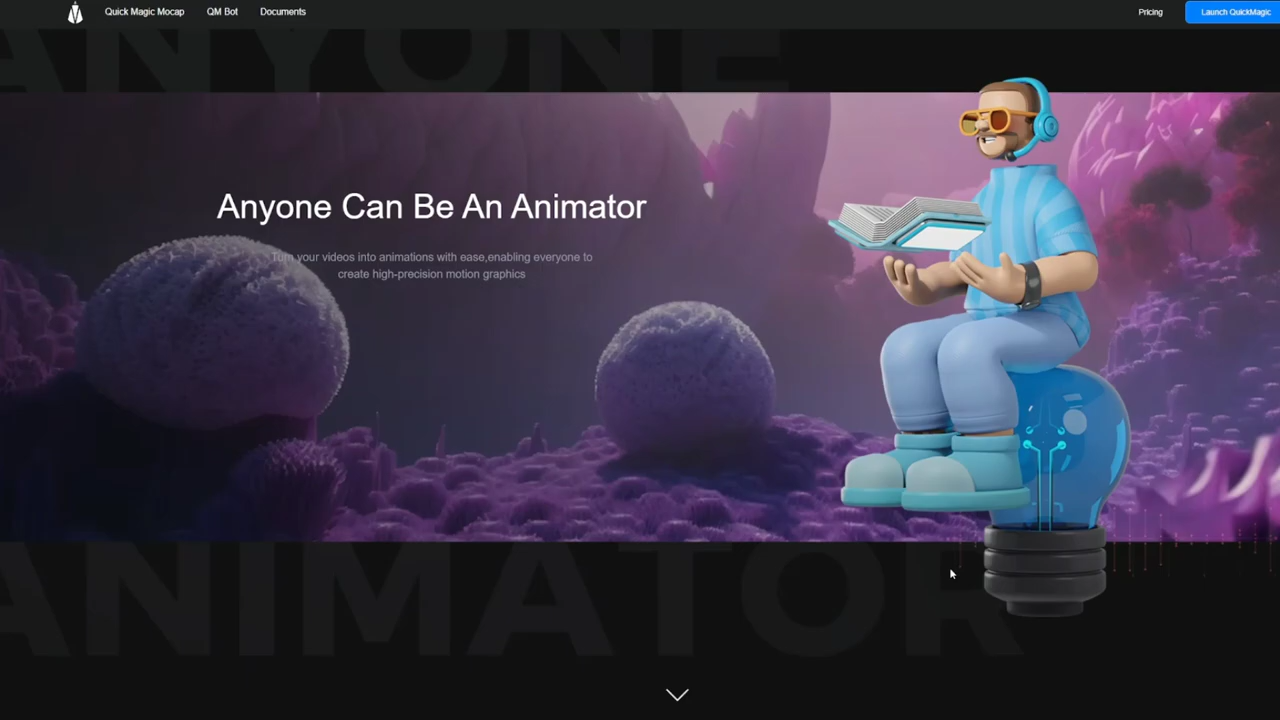 Quick Magic Mocap QM Bot Documents Pricing Launch QuickMagic
ANYONE
Anyone Can Be An Animator
Turn your videos into animations with ease,enabling everyone to
create high-precision motion graphics
ANIMATOR